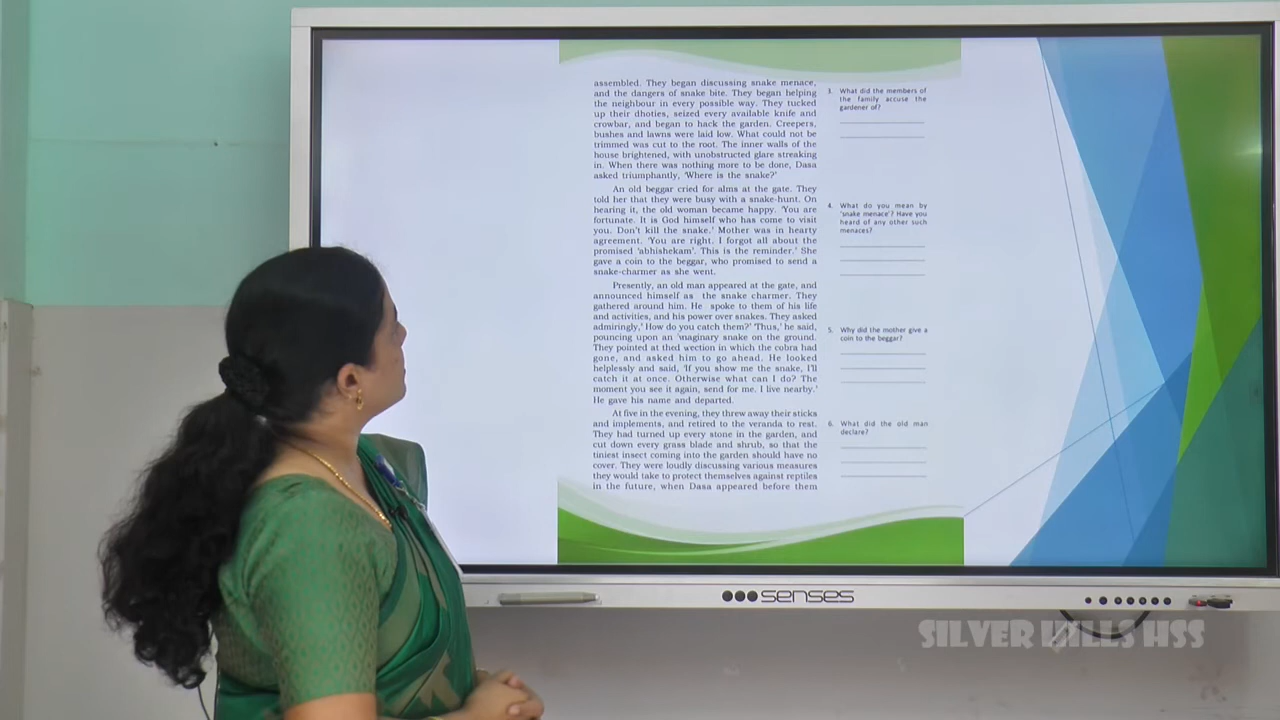 assembled. They began discussing snake menace,
and the dangers of snake bite. They began helping
the neighbour in every possible way. They tucked
up their dhoties, seized every available knife and
crowbar, and began to hack the garden. Creepers,
bushes and lawns were laid low. What could not be
trimmed was cut to the root. The inner walls of the
house brightened, with unobstructed glare streaking
in. When there was nothing more to be done, Dasa
asked triumphantly, 'Where is the snake?'
An old beggar cried for alms at the gate. They
told her that they were busy with a snake-hunt. On
hearing it, the old woman became happy. 'You are
fortunate. It is God himself who has come to visit
you. Don't kill the snake.' Mother was in hearty
agreement. 'You are right. I forgot all about the
promised 'abhishekam'. This is the reminder.' She
gave a coin to the beggar, who promised to send a
snake-charmer as she went.
Presently, an old man appeared at the gate, and
announced himself as the snake charmer. They
gathered around him. He spoke to them of his life
and activities, and his power over snakes. They asked
admiringly,' How do you catch them?' 'Thus,' he said,
pouncing upon an imaginary snake on the ground.
They pointed at the direction in which the cobra had
gone, and asked him to go ahead. He looked
helplessly and said, 'If you show me the snake, I'll
catch it at once. Otherwise what can I do? The
moment you see it again, send for me. I live nearby.'
He gave his name and departed.
At five in the evening, they threw away their sticks
and implements, and retired to the veranda to rest.
They had turned up every stone in the garden, and
cut down every grass blade and shrub, so that the
tiniest insect coming into the garden should have no
cover. They were loudly discussing various measures
they would take to protect themselves against reptiles
in the future, when Dasa appeared before them
3. What did the members of
the family accuse the
gardener of?
4. What do you mean by
'snake menace'? Have you
heard of any other such
menaces?
5. Why did the mother give a
coin to the beggar?
6. What did the old man
declare?
senses
SILVER HILLS HSS